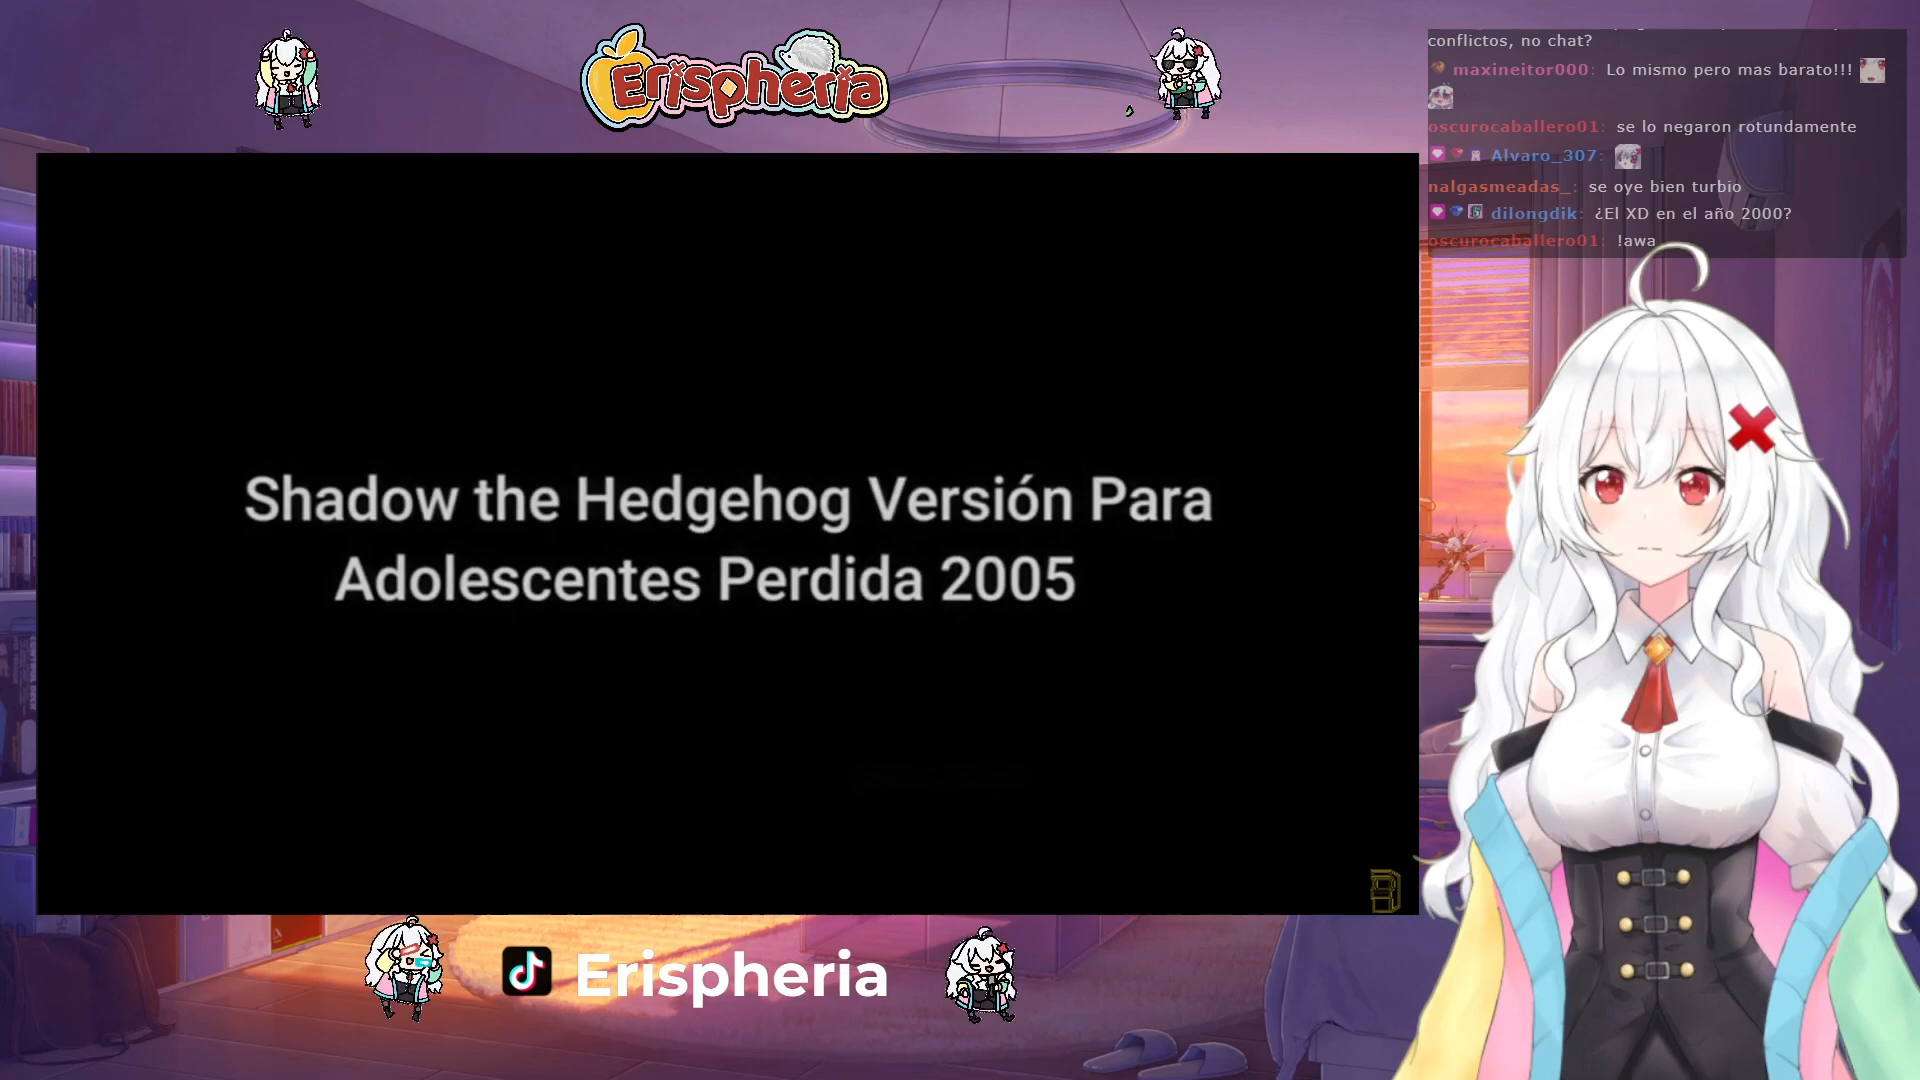 Erispheria
conflictos, no chat?
maxineitor000: Lo mismo pero mas barato!!!
oscurocaballero01: se lo negaron rotundamente
Alvaro_307:
nalgasmeadas_: se oye bien turbio
dilongdik: ¿El XD en el año 2000?
oscurocaballero01: !awa
Shadow the Hedgehog Versión Para
Adolescentes Perdida 2005
Erispheria